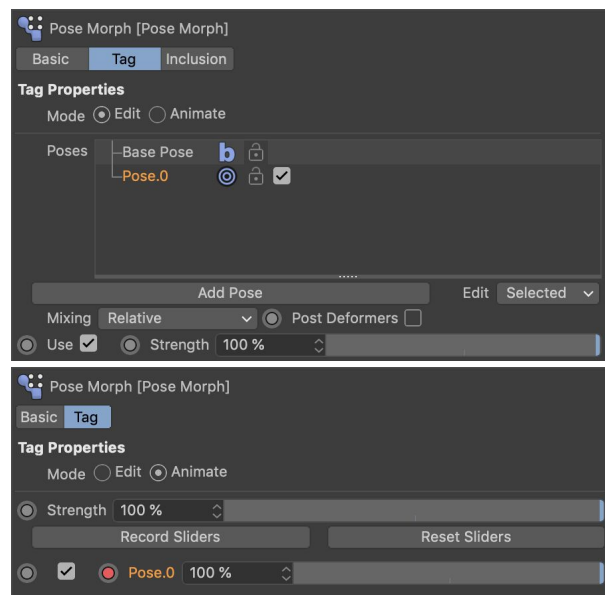 Pose Morph [Pose Morph]
Basic Tag Inclusion
Tag Properties
Mode Edit Animate
Poses Base Pose b
Pose.0
Add Pose Edit Selected
Mixing Relative Post Deformers
Use Strength 100 %
Pose Morph [Pose Morph]
Basic Tag
Tag Properties
Mode Edit Animate
Strength 100 %
Record Sliders Reset Sliders
Pose.0 100 %